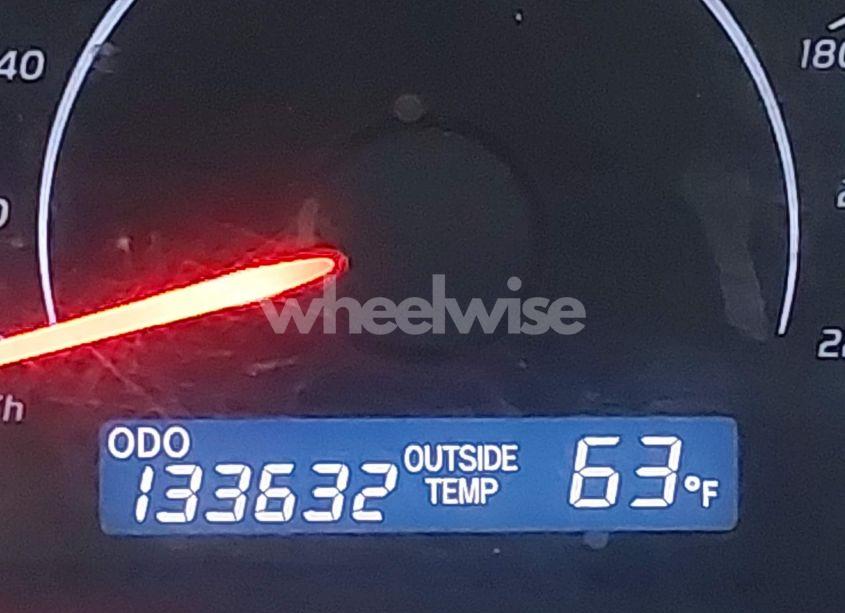 40
180
wheelwise
ODO
133632
OUTSIDE
TEMP
63°F